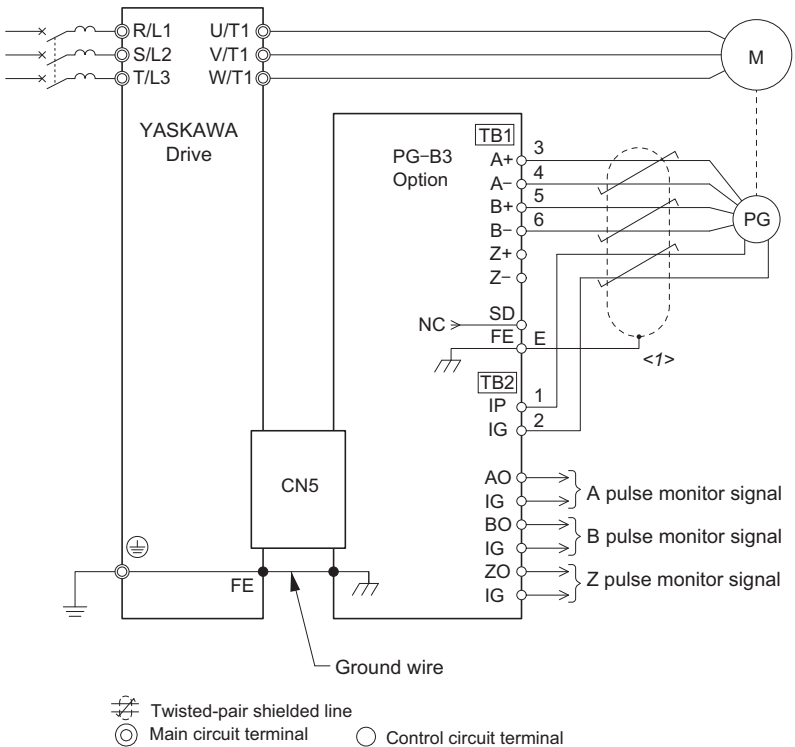 R/L1 U/T1
S/L2 V/T1
T/L3 W/T1
M
YASKAWA
Drive
PG−B3
Option
TB1
A+ 3
A− 4
B+ 5
B− 6
Z+
Z−
PG
NC SD
FE E
<1>
TB2
IP 1
IG 2
CN5
AO
IG
A pulse monitor signal
BO
IG
B pulse monitor signal
ZO
IG
Z pulse monitor signal
FE
Ground wire
Twisted-pair shielded line
Main circuit terminal
Control circuit terminal